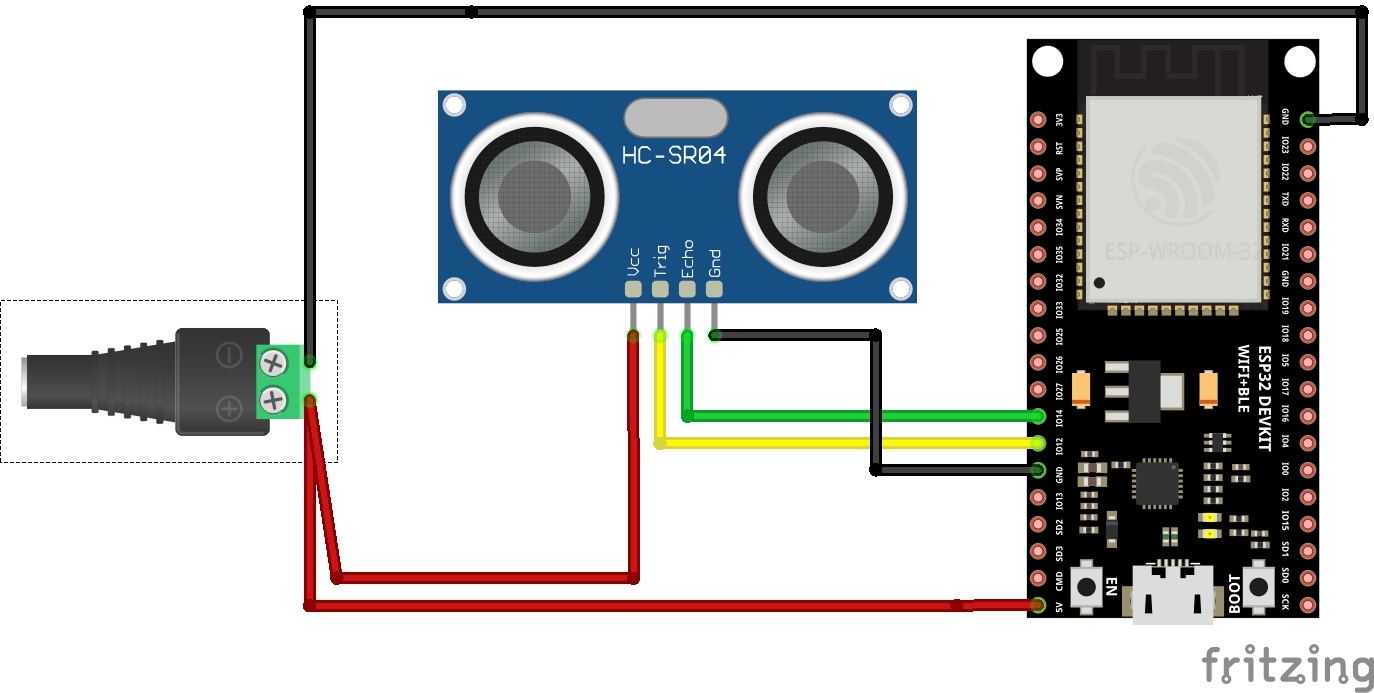 HC-SR04
Vcc
Trig
Echo
Gnd
ESP-WROOM-32
3V3
RST
SVP
SVN
IO34
IO35
IO32
IO33
IO25
IO26
IO27
IO14
IO12
GND
IO13
SD2
SD3
CMD
5V
GND
IO23
IO22
TXD
RXD
IO21
GND
IO19
IO18
IO5
IO17
IO16
IO4
IO0
IO2
IO15
SD1
SD0
SCK
ESP32 DEVKIT
WIFI+BLE
EN
BOOT
fritzing